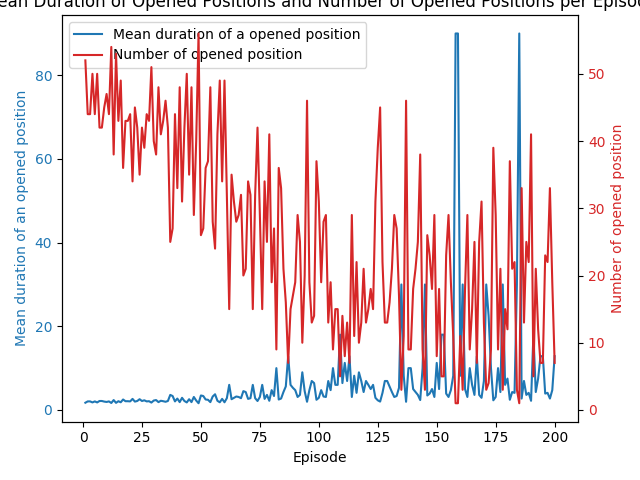 ean Duration of Opened Positions and Number of Opened Positions per Episod
Mean duration of a opened position
Number of opened position
Mean duration of an opened position
80
60
40
20
0
50
40
30
20
10
0
Number of opened position
0 25 50 75 100 125 150 175 200
Episode